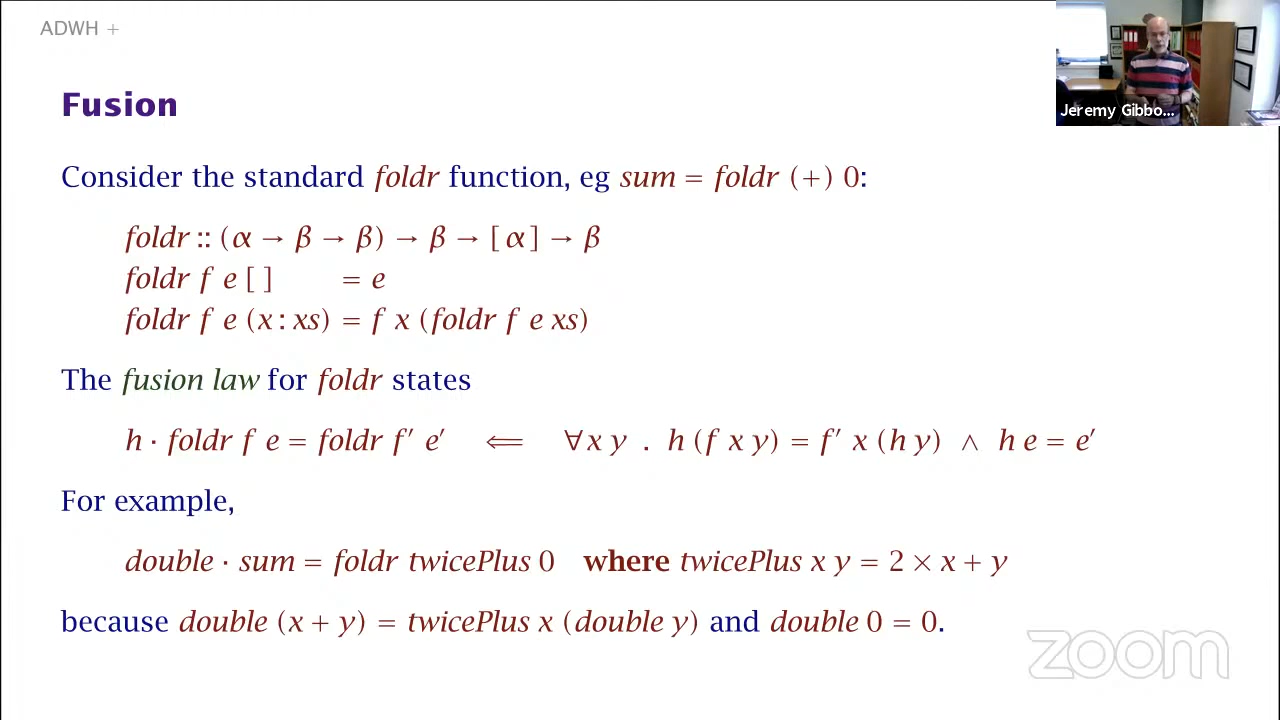 ADWH +
Jeremy Gibbo...
Fusion
Consider the standard foldr function, eg sum = foldr (+) 0:
foldr :: (α → β → β) → β → [α] → β
foldr f e [ ] = e
foldr f e (x : xs) = f x (foldr f e xs)
The fusion law for foldr states
h · foldr f e = foldr f′ e′ ⟸ ∀x y . h (f x y) = f′ x (h y) ∧ h e = e′
For example,
double · sum = foldr twicePlus 0 where twicePlus x y = 2 × x + y
because double (x + y) = twicePlus x (double y) and double 0 = 0.
zoom